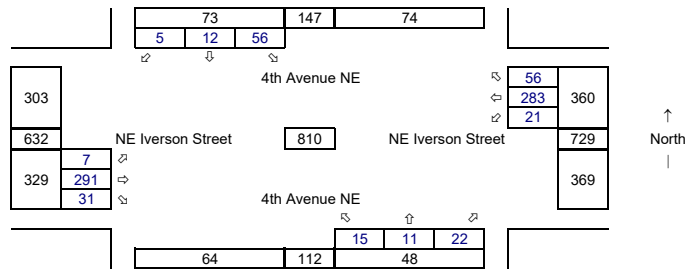 73 147 74
5 12 56
4th Avenue NE
56
303 283 360
21
632 NE Iverson Street 810 NE Iverson Street 729 North
7
329 291 369
31 4th Avenue NE
15 11 22
64 112 48